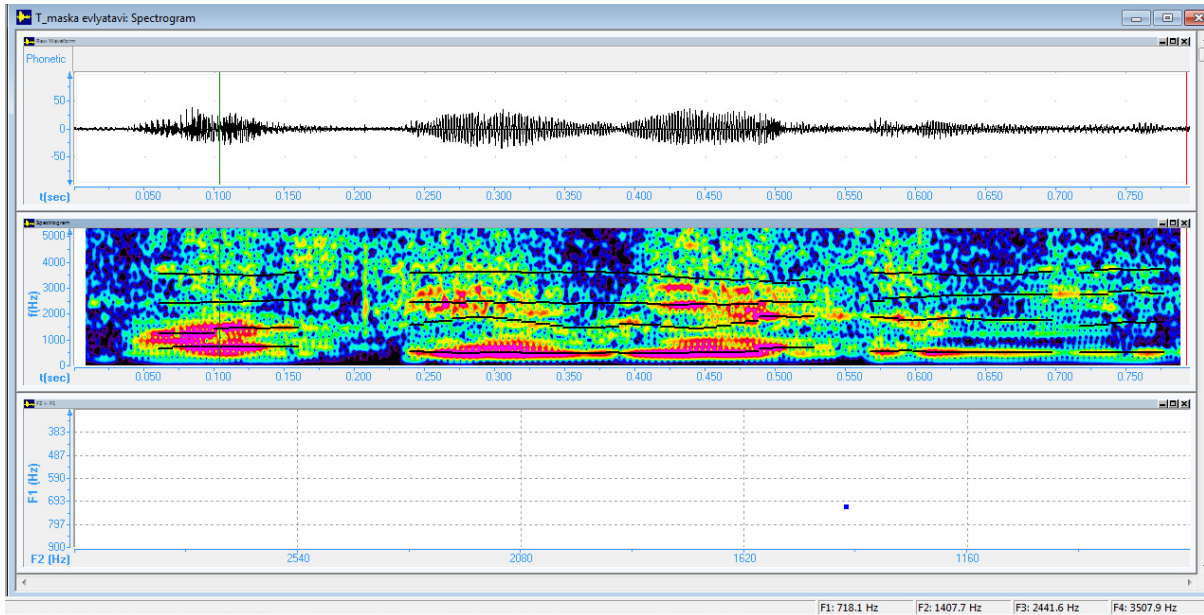 T_maska evlyatavi: Spectrogram
Raw Waveform
Phonetic
50
0
-50
t(sec) 0.050 0.100 0.150 0.200 0.250 0.300 0.350 0.400 0.450 0.500 0.550 0.600 0.650 0.700 0.750
Spectrogram
f(Hz)
5000
4000
3000
2000
1000
0
t(sec) 0.050 0.100 0.150 0.200 0.250 0.300 0.350 0.400 0.450 0.500 0.550 0.600 0.650 0.700 0.750
F2 v. F1
F1 (Hz)
383
487
590
693
797
900
F2 (Hz) 2540 2080 1620 1160
F1: 718.1 Hz F2: 1407.7 Hz F3: 2441.6 Hz F4: 3507.9 Hz